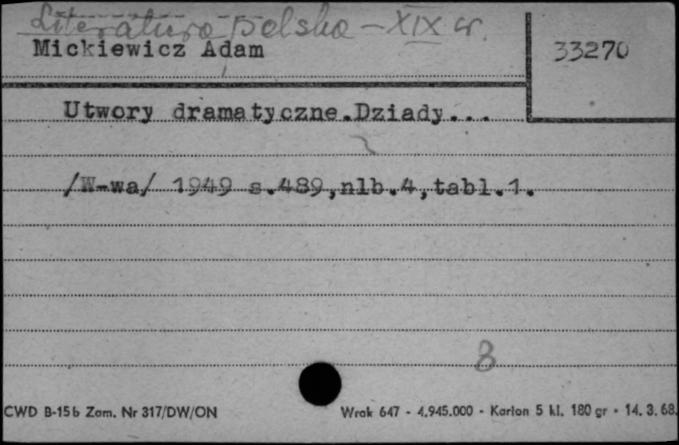 Literatura polska - XIX w.
Mickiewicz Adam
33270
Utwory dramatyczne.Dziady...
/W-wa/ 1949 s.489,nlb.4,tabl.1.
8
CWD B-15b Zam. Nr 317/DW/ON
Wrak 647 - 4.945.000 - Karton 5 kl. 180 gr - 14. 3. 68.